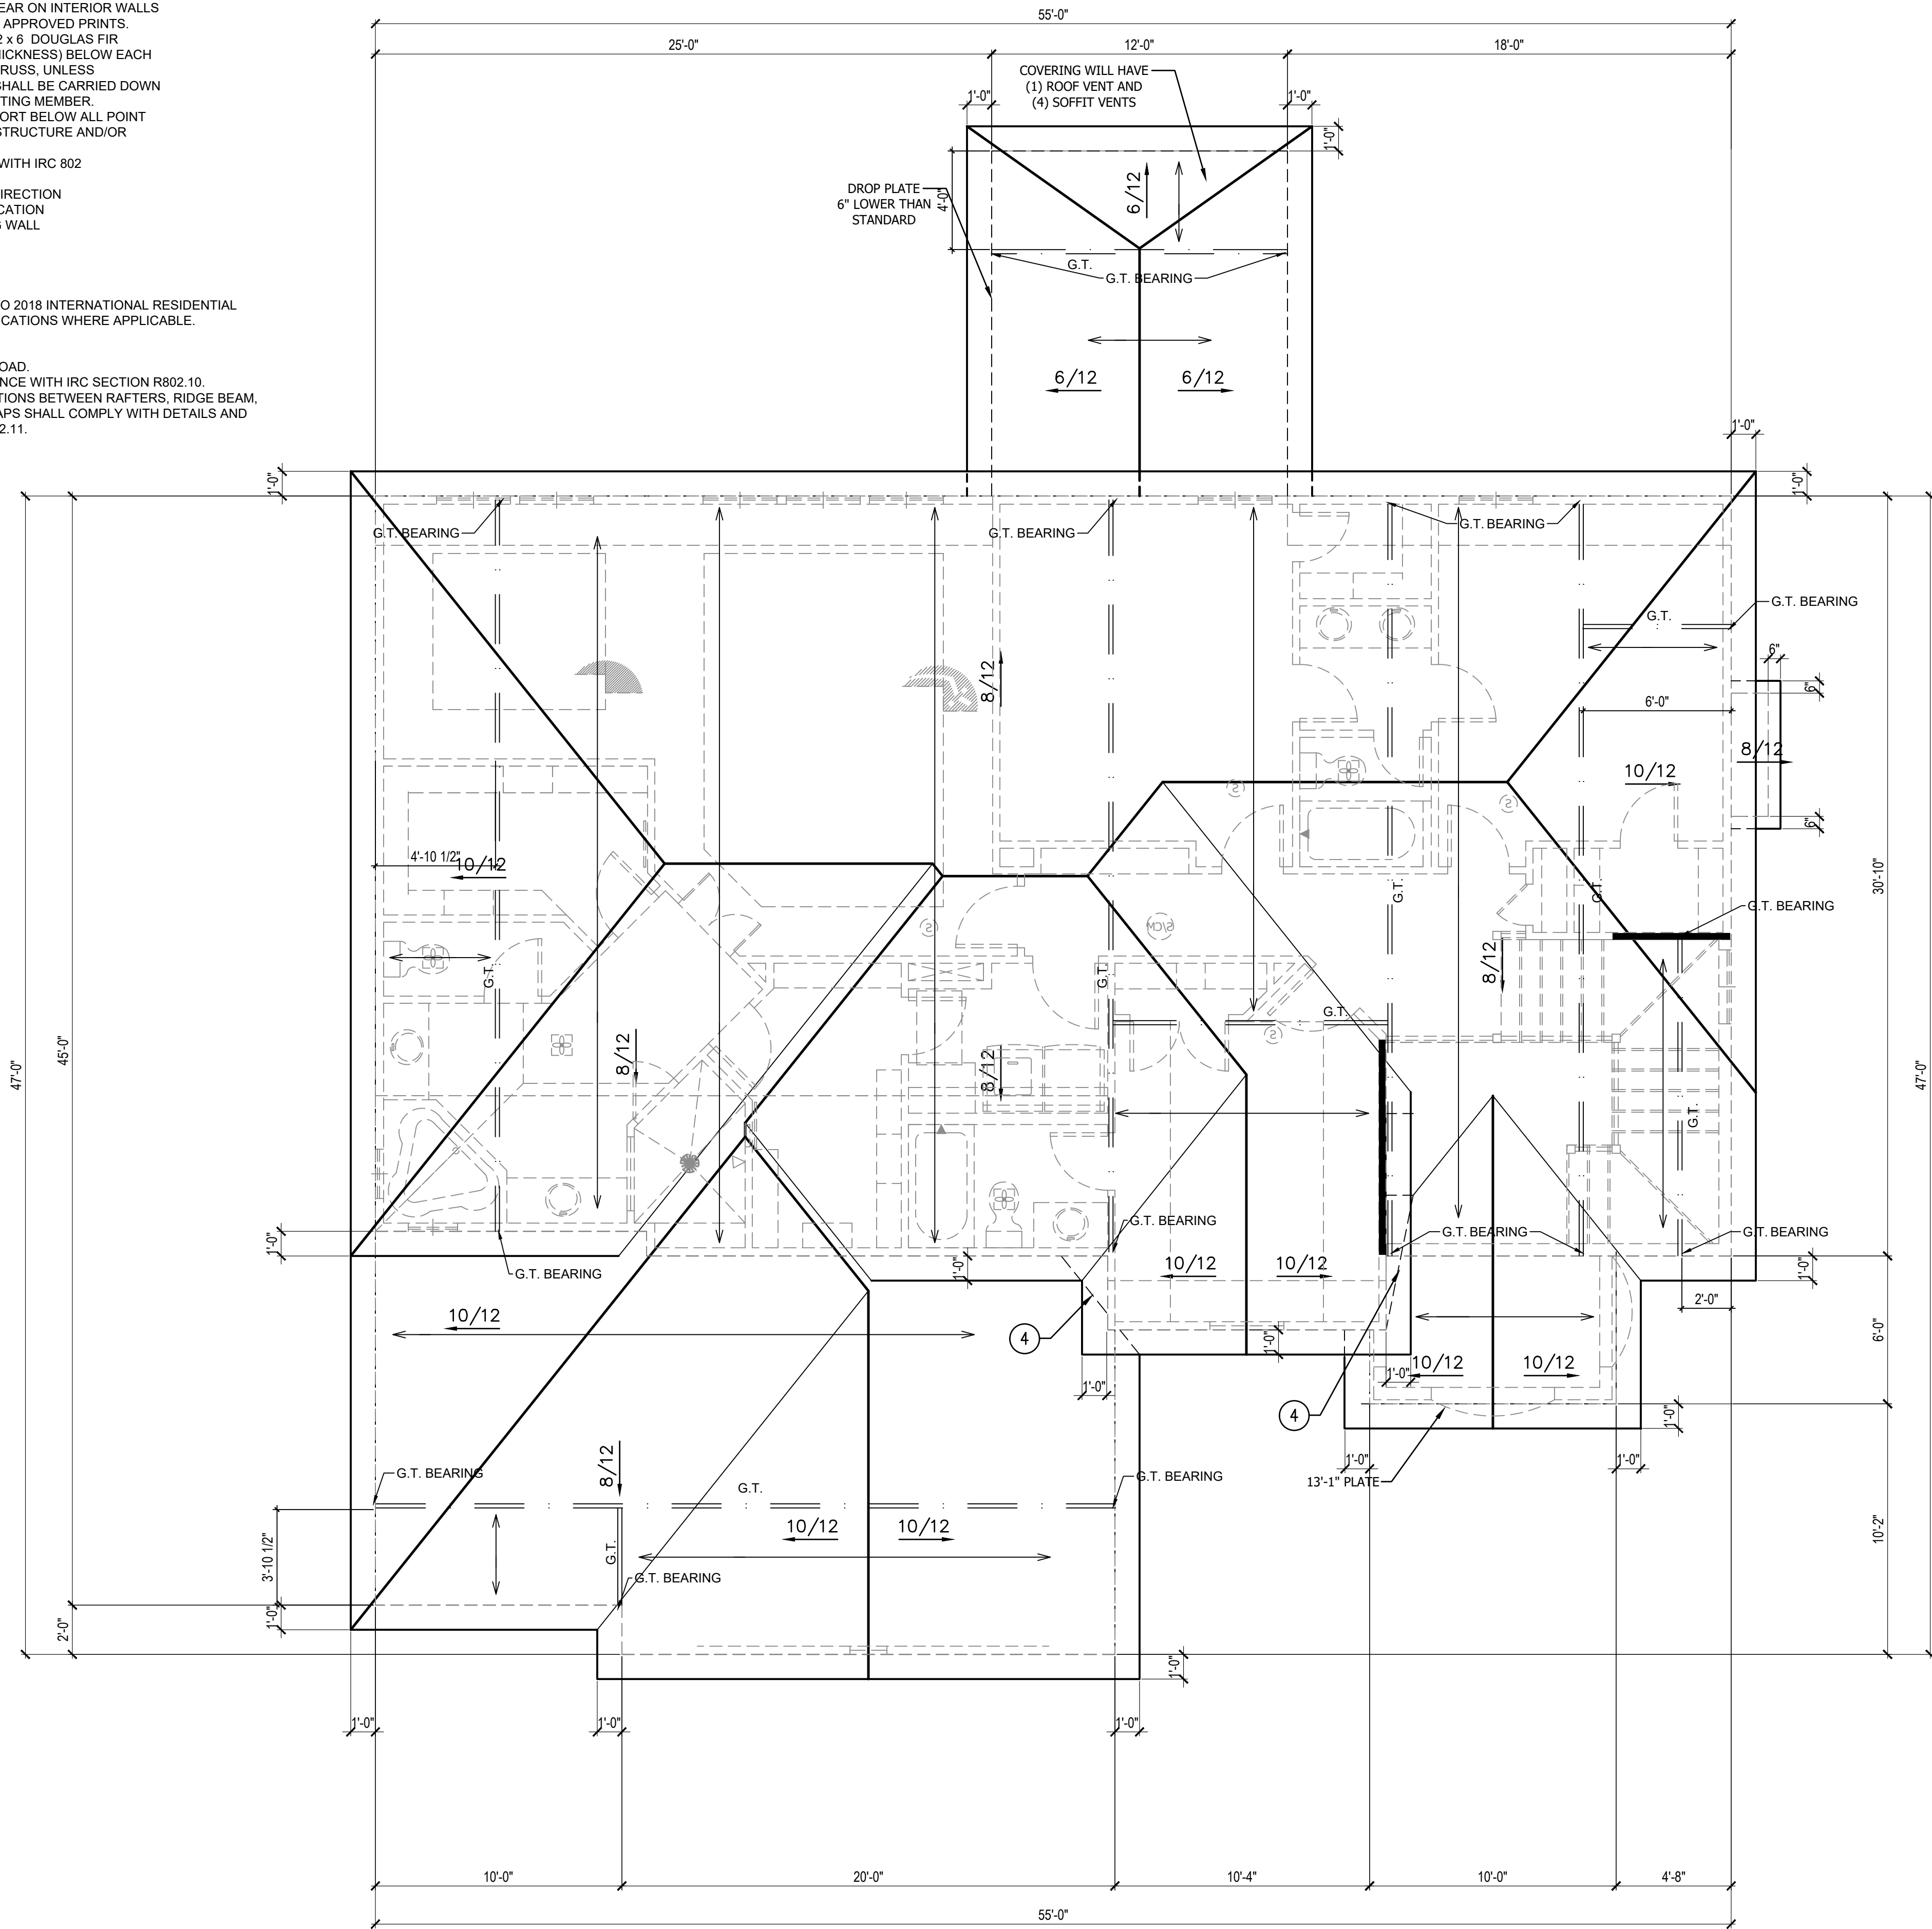 EAR ON INTERIOR WALLS
APPROVED PRINTS.
2 x 6 DOUGLAS FIR
HICKNESS) BELOW EACH
RUSS, UNLESS
SHALL BE CARRIED DOWN
TING MEMBER.
ORT BELOW ALL POINT
STRUCTURE AND/OR
WITH IRC 802
IRECTION
CATION
G WALL
O 2018 INTERNATIONAL RESIDENTIAL
ICATIONS WHERE APPLICABLE.
OAD.
NCE WITH IRC SECTION R802.10.
TIONS BETWEEN RAFTERS, RIDGE BEAM,
APS SHALL COMPLY WITH DETAILS AND
2.11.
55'-0"
25'-0"
12'-0"
18'-0"
COVERING WILL HAVE
(1) ROOF VENT AND
(4) SOFFIT VENTS
1'-0"
1'-0"
1'-0"
DROP PLATE
6" LOWER THAN
STANDARD
4'-0"
6/12
G.T.
G.T. BEARING
6/12
6/12
1'-0"
1'-0"
1'-0"
G.T. BEARING
G.T. BEARING
G.T. BEARING
G.T. BEARING
G.T.
6"
6"
6'-0"
8/12
8/12
10/12
6"
S
S
4'-10 1/2"
10/12
30'-10"
G.T.
G.T.
G.T. BEARING
S
S/CM
8/12
G.T.
G.T.
G.T.
S
47'-0"
45'-0"
8/12
8/12
47'-0"
G.T.
G.T. BEARING
G.T. BEARING
G.T. BEARING
1'-0"
G.T. BEARING
1'-0"
10/12
10/12
1'-0"
2'-0"
10/12
4
6'-0"
1'-0"
1'-0"
1'-0"
10/12
10/12
4
1'-0"
1'-0"
1'-0"
13'-1" PLATE
G.T. BEARING
8/12
G.T.
G.T. BEARING
10/12
10/12
10'-2"
3'-10 1/2"
G.T.
G.T. BEARING
1'-0"
2'-0"
1'-0"
1'-0"
1'-0"
1'-0"
10'-0"
20'-0"
10'-4"
10'-0"
4'-8"
55'-0"